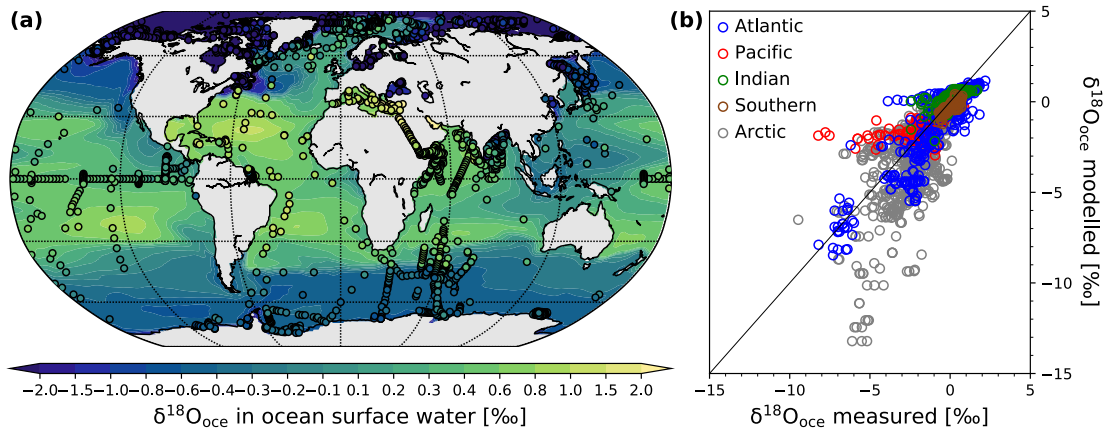 (a)
−2.0 −1.5 −1.0 −0.8 −0.6 −0.4 −0.3 −0.2 −0.1 0.0 0.1 0.2 0.3 0.4 0.6 0.8 1.0 1.5 2.0
δ¹⁸Oₒcₑ in ocean surface water [‰]
(b)
Atlantic
Pacific
Indian
Southern
Arctic
5
0
−5
−10
−15
δ¹⁸Oₒcₑ modelled [‰]
−15 −10 −5 0 5
δ¹⁸Oₒcₑ measured [‰]